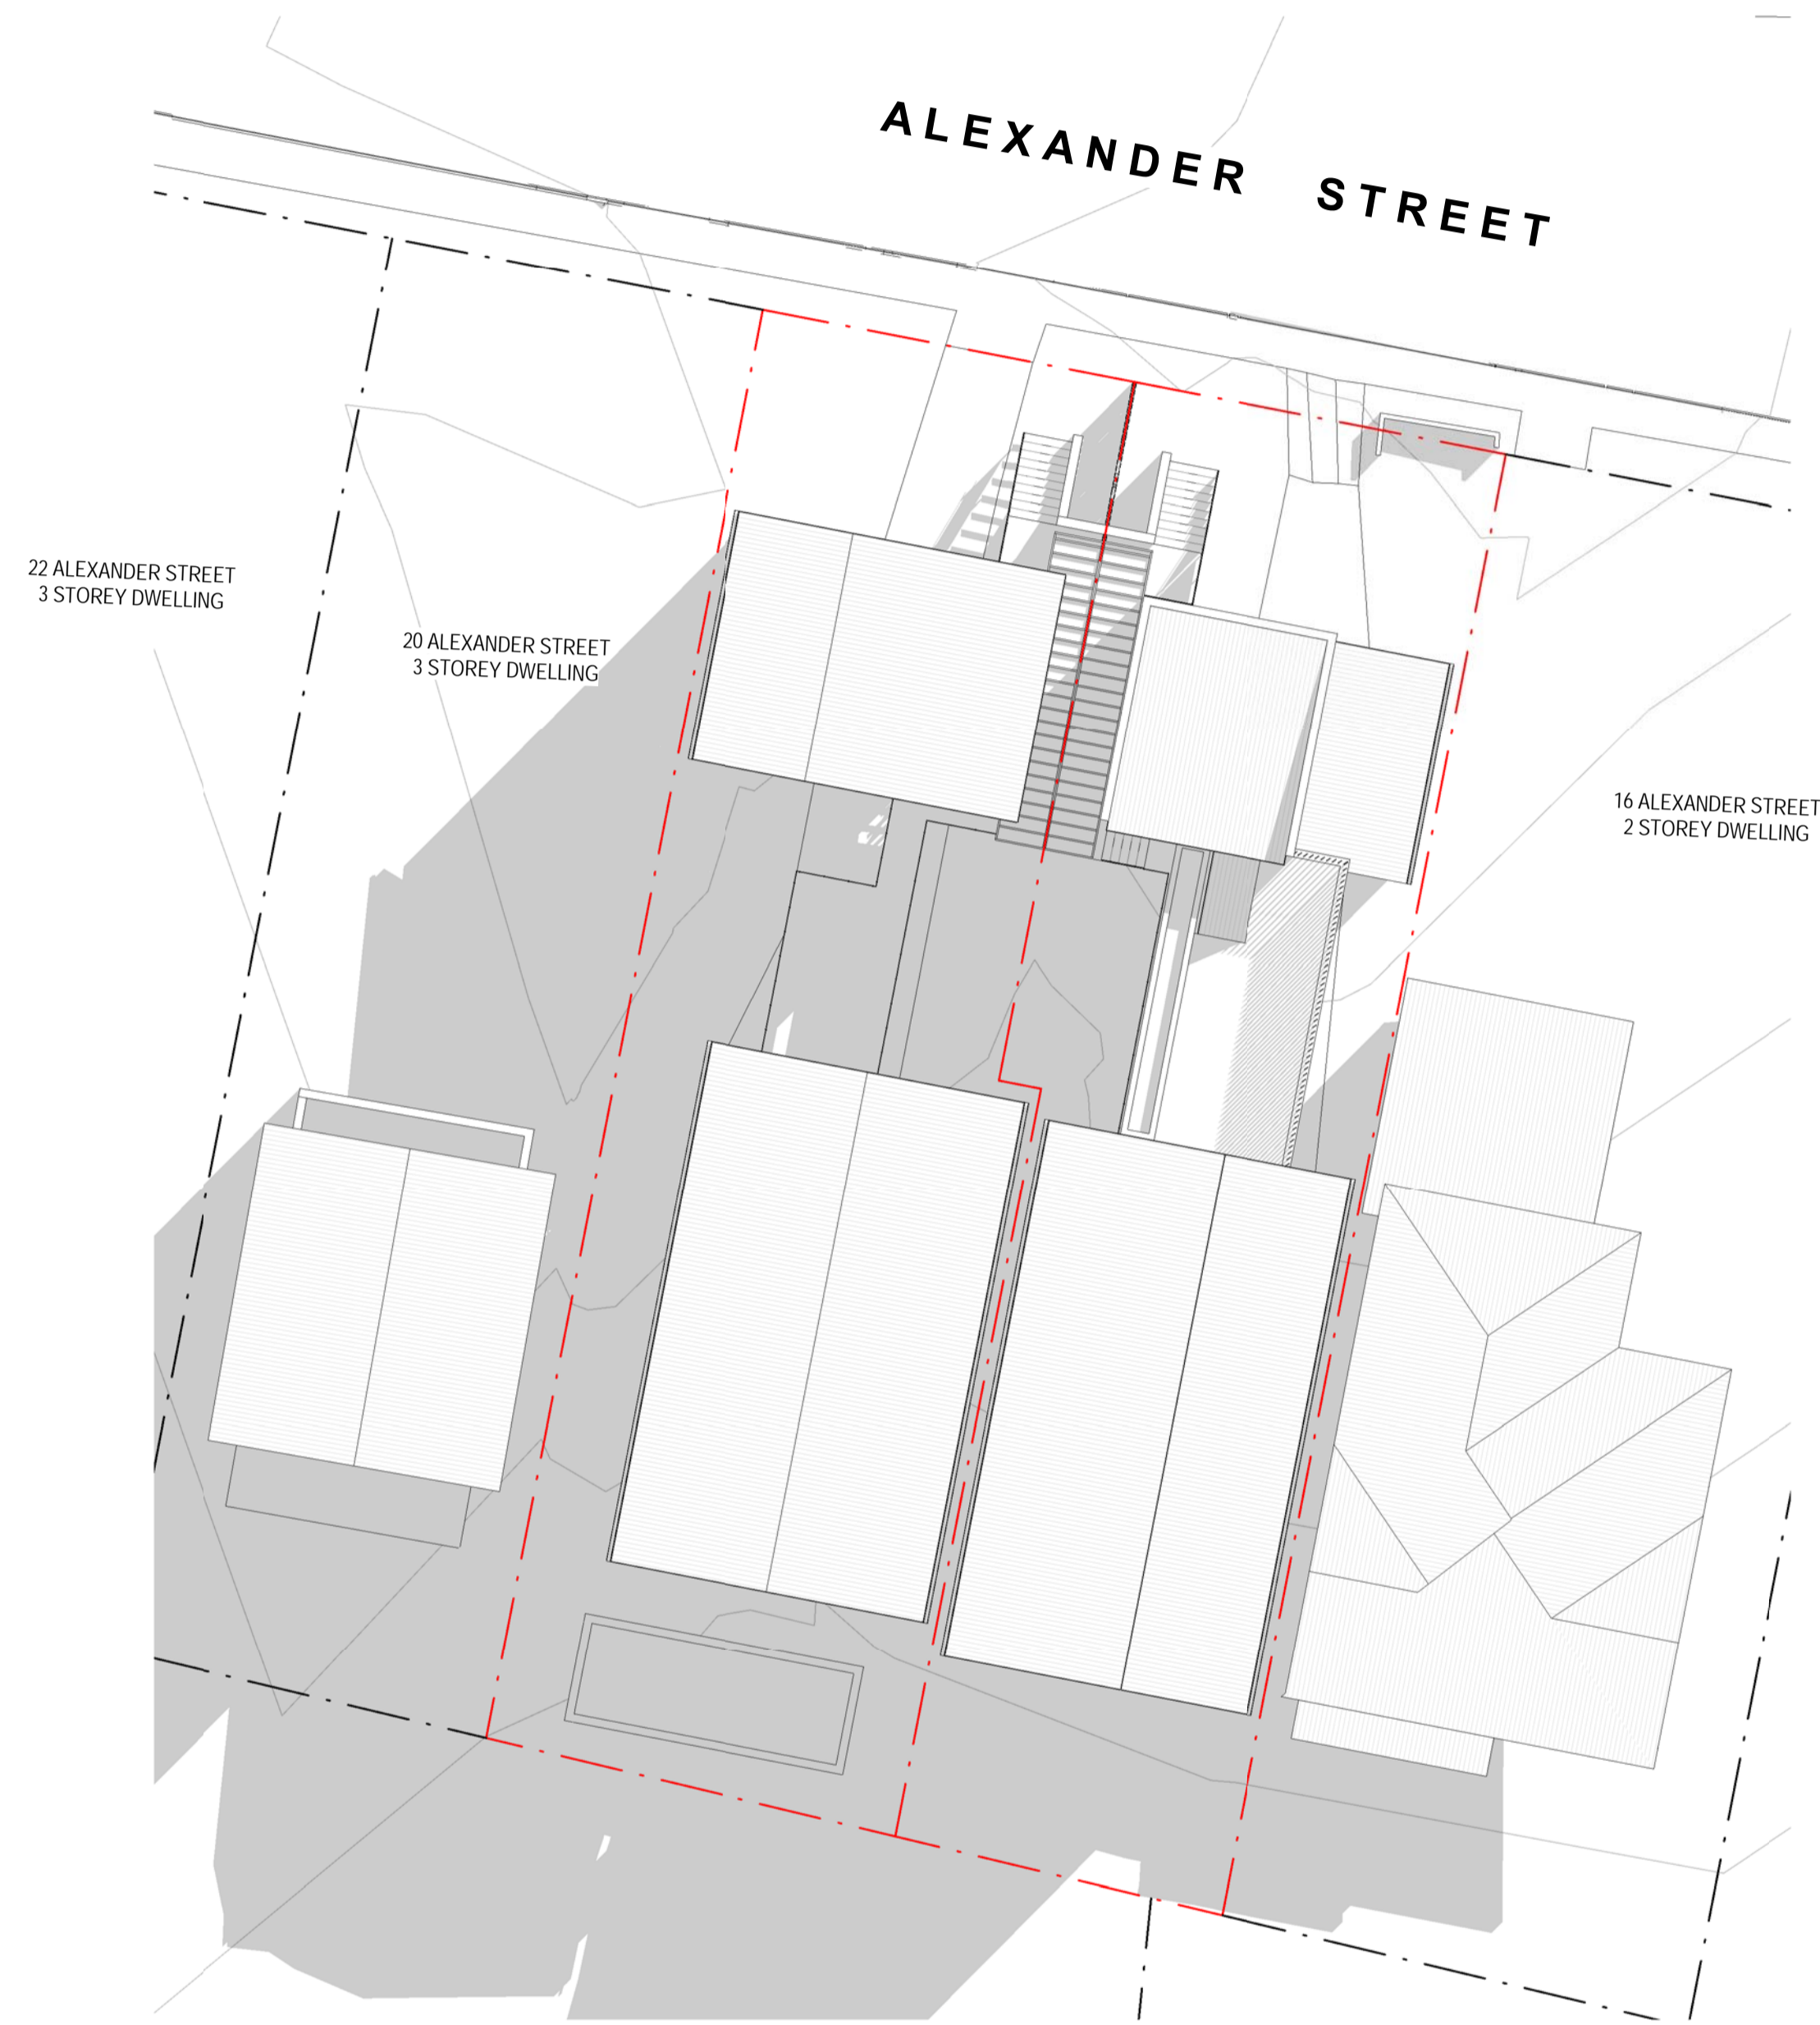 ALEXANDER STREET
22 ALEXANDER STREET
3 STOREY DWELLING
20 ALEXANDER STREET
3 STOREY DWELLING
16 ALEXANDER STREET
2 STOREY DWELLING